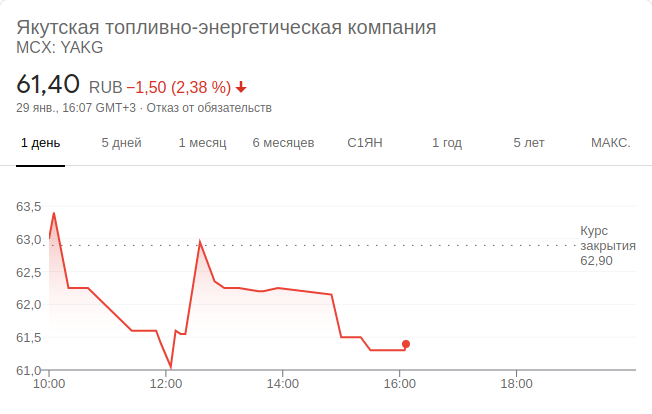 Якутская топливно-энергетическая компания
MCX: YAKG
61,40 RUB −1,50 (2,38 %)
29 янв., 16:07 GMT+3 · Отказ от обязательств
1 день 5 дней 1 месяц 6 месяцев С1ЯН 1 год 5 лет МАКС.
63,5
63,0
62,5
62,0
61,5
61,0
Курс
закрытия
62,90
10:00 12:00 14:00 16:00 18:00